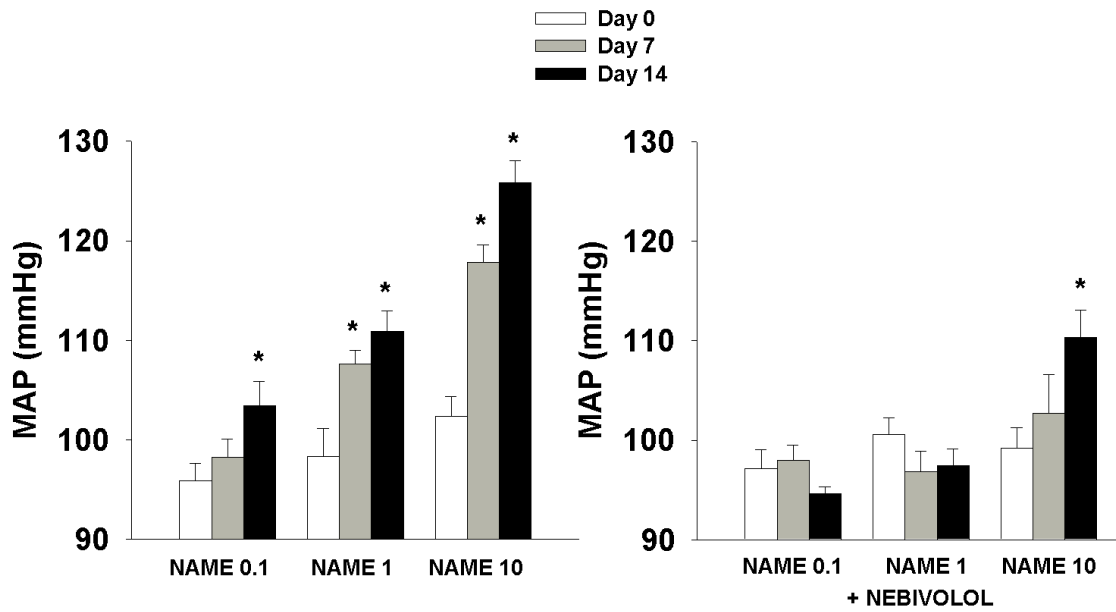 Day 0
Day 7
Day 14
MAP (mmHg)
130
120
110
100
90
*
*
*
*
*
NAME 0.1
NAME 1
NAME 10
MAP (mmHg)
130
120
110
100
90
*
NAME 0.1
NAME 1
NAME 10
+ NEBIVOLOL